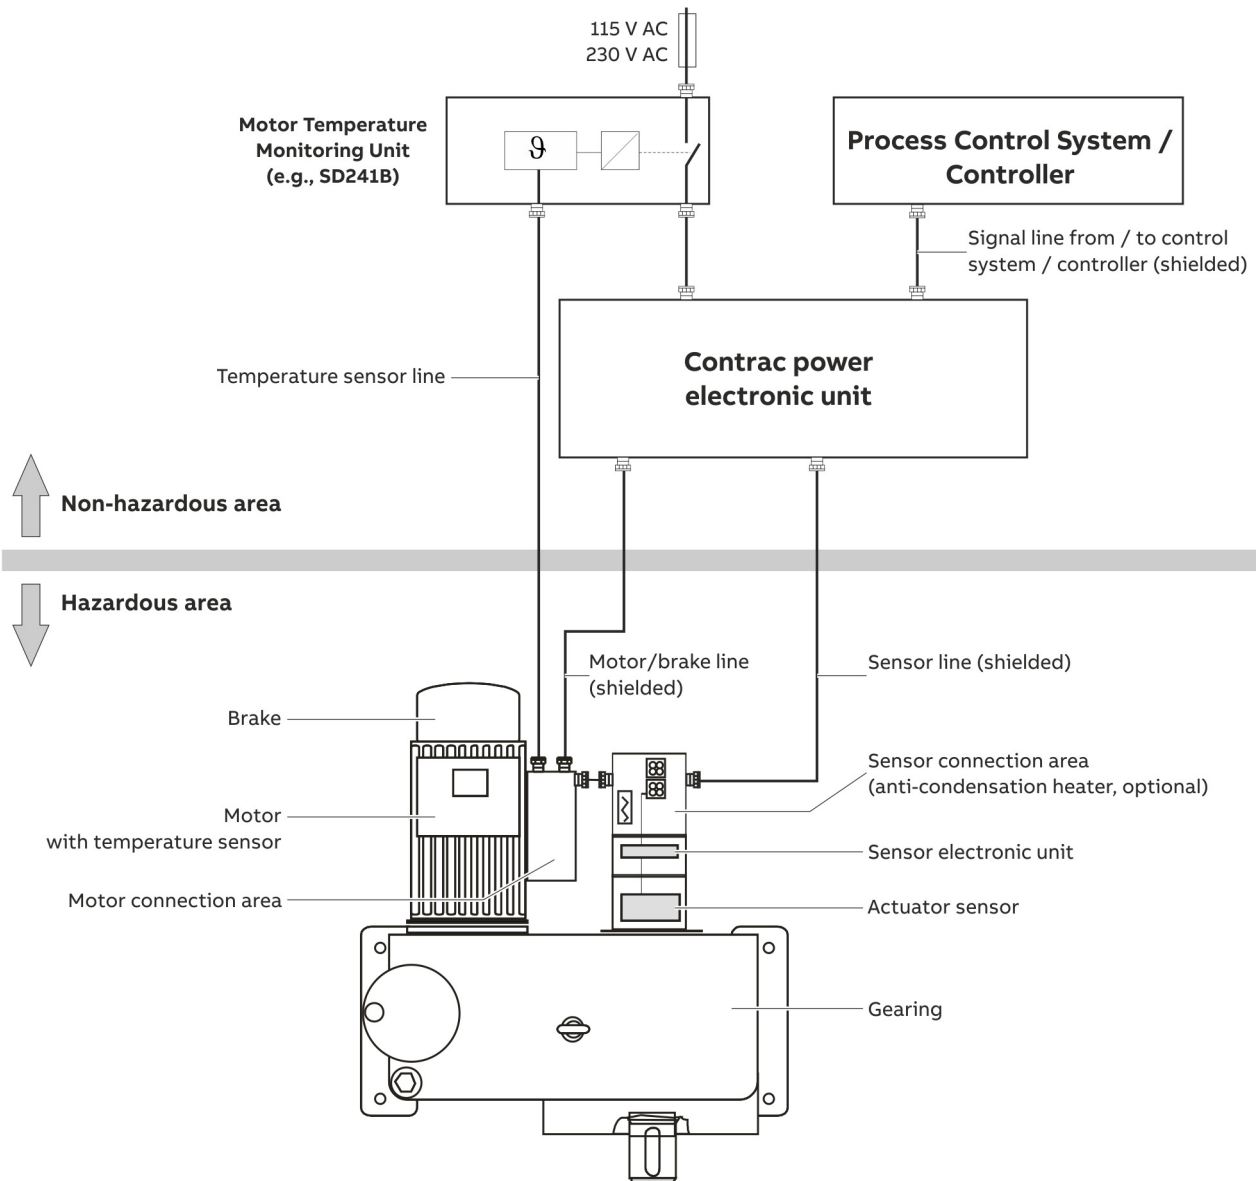 115 V AC
230 V AC
Motor Temperature
Monitoring Unit
(e.g., SD241B)
ϑ
Process Control System /
Controller
Signal line from / to control
system / controller (shielded)
Contrac power
electronic unit
Temperature sensor line
Non-hazardous area
Hazardous area
Motor/brake line
(shielded)
Sensor line (shielded)
Brake
Sensor connection area
(anti-condensation heater, optional)
Motor
with temperature sensor
Sensor electronic unit
Motor connection area
Actuator sensor
Gearing